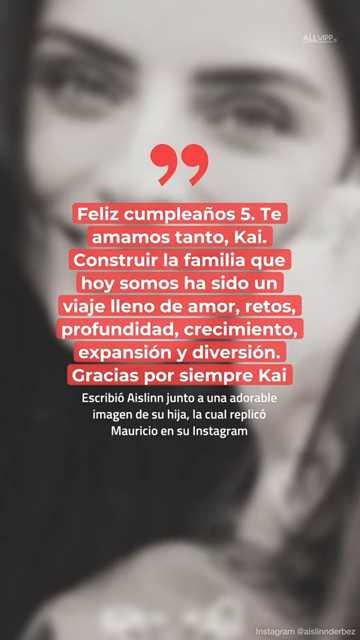 ALLVIPP.
”
Feliz cumpleaños 5. Te
amamos tanto, Kai.
Construir la familia que
hoy somos ha sido un
viaje lleno de amor, retos,
profundidad, crecimiento,
expansión y diversión.
Gracias por siempre Kai
Escribió Aislinn junto a una adorable
imagen de su hija, la cual replicó
Mauricio en su Instagram
Instagram @aislinnderbez